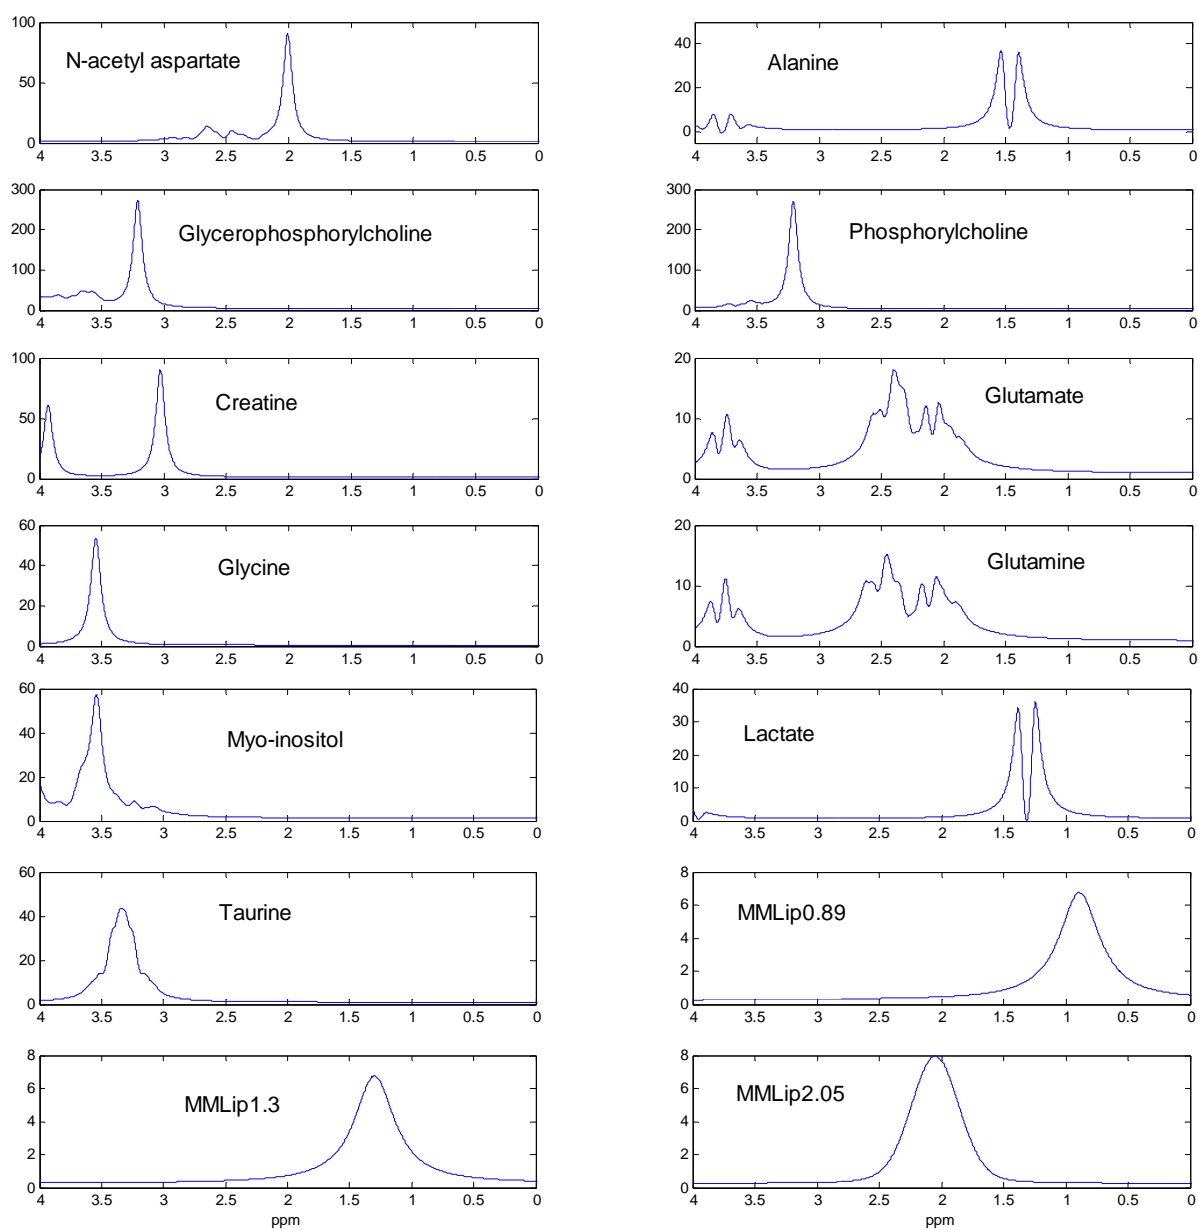 100
50
0
4 3.5 3 2.5 2 1.5 1 0.5 0
N-acetyl aspartate
40
20
0
4 3.5 3 2.5 2 1.5 1 0.5 0
Alanine
300
200
100
0
4 3.5 3 2.5 2 1.5 1 0.5 0
Glycerophosphorylcholine
300
200
100
0
4 3.5 3 2.5 2 1.5 1 0.5 0
Phosphorylcholine
100
50
0
4 3.5 3 2.5 2 1.5 1 0.5 0
Creatine
20
10
0
4 3.5 3 2.5 2 1.5 1 0.5 0
Glutamate
60
40
20
0
4 3.5 3 2.5 2 1.5 1 0.5 0
Glycine
20
10
0
4 3.5 3 2.5 2 1.5 1 0.5 0
Glutamine
60
40
20
0
4 3.5 3 2.5 2 1.5 1 0.5 0
Myo-inositol
40
30
20
10
0
4 3.5 3 2.5 2 1.5 1 0.5 0
Lactate
60
40
20
0
4 3.5 3 2.5 2 1.5 1 0.5 0
Taurine
8
6
4
2
0
4 3.5 3 2.5 2 1.5 1 0.5 0
MMLip0.89
8
6
4
2
0
4 3.5 3 2.5 2 1.5 1 0.5 0
MMLip1.3
ppm
8
6
4
2
0
4 3.5 3 2.5 2 1.5 1 0.5 0
MMLip2.05
ppm